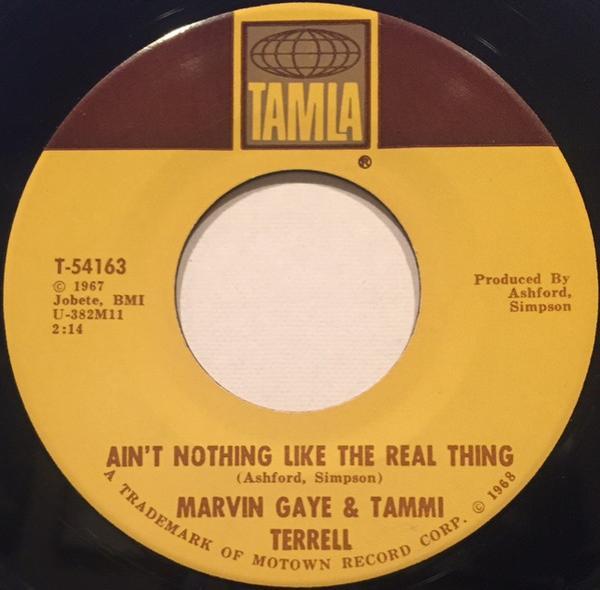 TAMLA
®
T-54163
© 1967
Jobete, BMI
U-382M11
2:14
Produced By
Ashford,
Simpson
AIN'T NOTHING LIKE THE REAL THING
(Ashford, Simpson)
MARVIN GAYE & TAMMI
TERRELL
A TRADEMARK OF MOTOWN RECORD CORP. © 1968